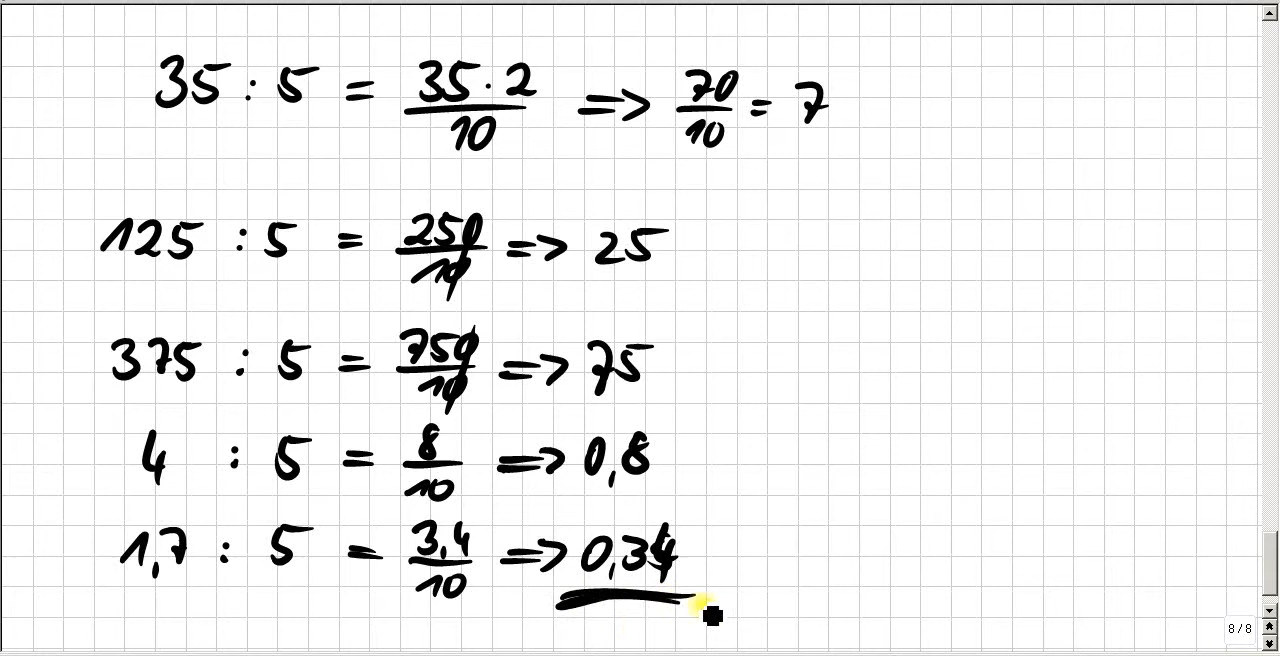 35 : 5 = 35·2/10 => 70/10 = 7
125 : 5 = 250/10 => 25
375 : 5 = 750/10 => 75
4 : 5 = 8/10 => 0,8
1,7 : 5 = 3,4/10 => 0,34
8/8